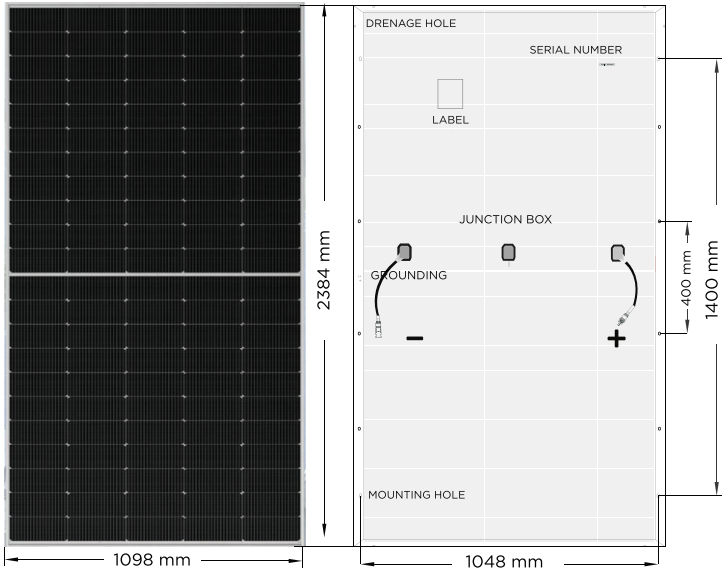 DRENAGE HOLE
SERIAL NUMBER
LABEL
JUNCTION BOX
GROUNDING
MOUNTING HOLE
2384 mm
400 mm
1400 mm
1098 mm
1048 mm